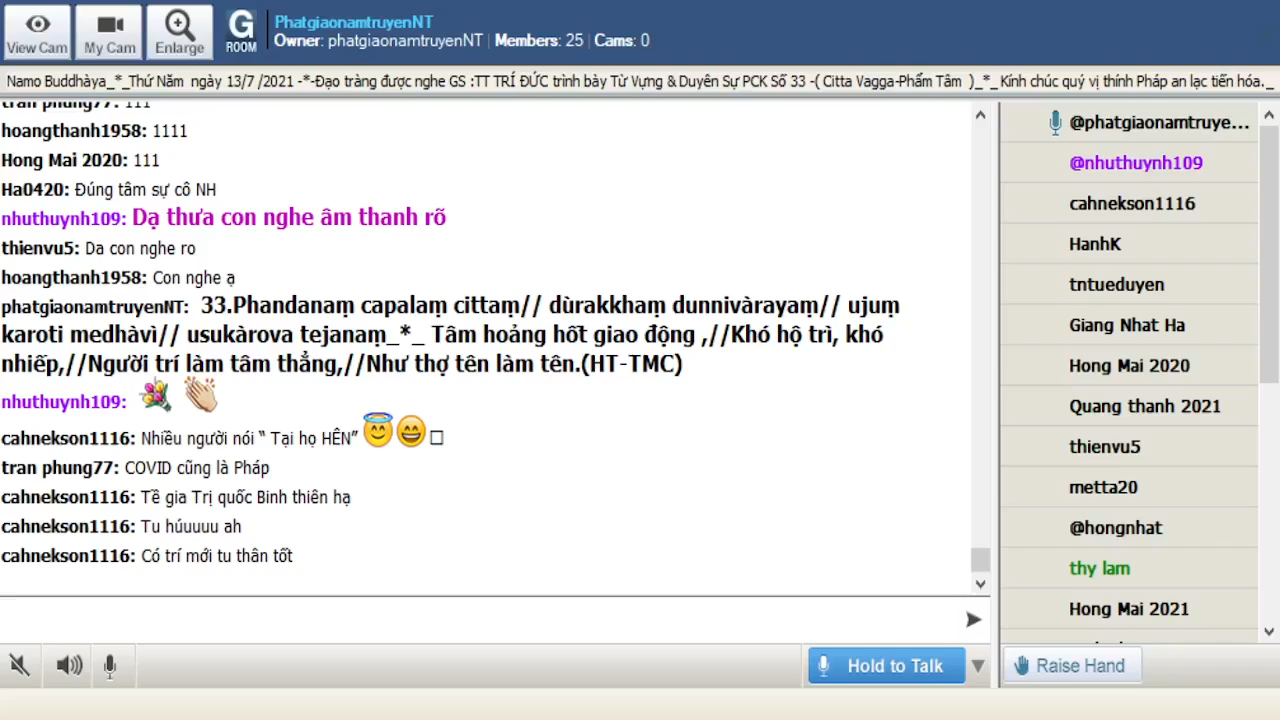 View Cam
My Cam
Enlarge
G
ROOM
PhatgiaonamtruyenNT
Owner: phatgiaonamtruyenNT | Members: 25 | Cams: 0
Namo Buddhàya_*_Thứ Năm ngày 13/7 /2021 -*-Đạo tràng được nghe GS :TT TRÍ ĐỨC trình bày Từ Vựng & Duyên Sự PCK Số 33 -( Citta Vagga-Phẩm Tâm )_*_Kính chúc quý vị thính Pháp an lạc tiến hóa._
tran phung77: 111
hoangthanh1958: 1111
Hong Mai 2020: 111
Ha0420: Đúng tâm sự cô NH
nhuthuynh109: Dạ thưa con nghe âm thanh rõ
thienvu5: Da con nghe ro
hoangthanh1958: Con nghe ạ
phatgiaonamtruyenNT: 33.Phandanaṃ capalaṃ cittaṃ// dùrakkhaṃ dunnivàrayaṃ// ujuṃ
karoti medhàvì// usukàrova tejanaṃ_*_ Tâm hoảng hốt giao động ,//Khó hộ trì, khó
nhiếp,//Người trí làm tâm thẳng,//Như thợ tên làm tên.(HT-TMC)
nhuthuynh109:
cahnekson1116: Nhiều người nói “ Tại họ HÊN”
tran phung77: COVID cũng là Pháp
cahnekson1116: Tề gia Trị quốc Binh thiên hạ
cahnekson1116: Tu húuuuu ah
cahnekson1116: Có trí mới tu thân tốt
@phatgiaonamtruye...
@nhuthuynh109
cahnekson1116
HanhK
tntueduyen
Giang Nhat Ha
Hong Mai 2020
Quang thanh 2021
thienvu5
metta20
@hongnhat
thy lam
Hong Mai 2021
Hold to Talk
Raise Hand